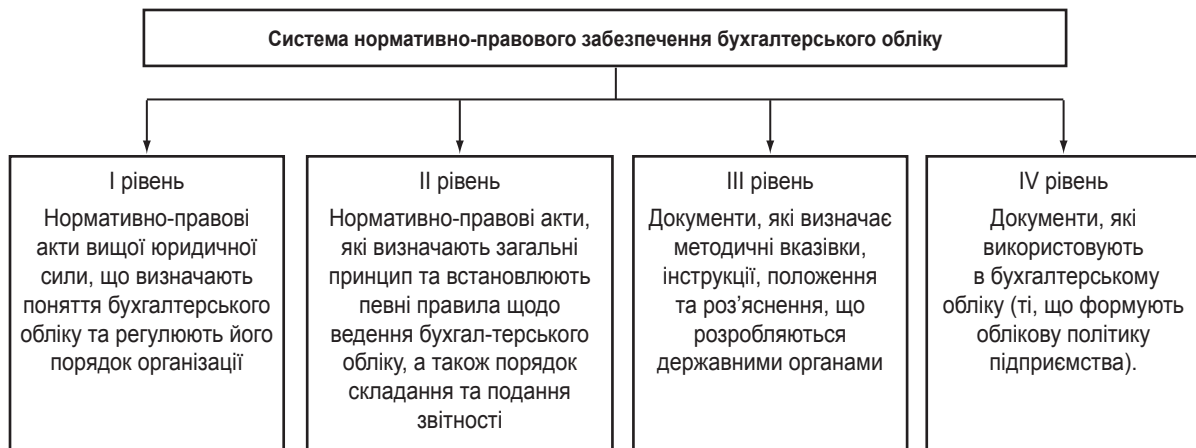 Система нормативно-правового забезпечення бухгалтерського обліку
I рівень
Нормативно-правові
акти вищої юридичної
сили, що визначають
поняття бухгалтерського
обліку та регулюють його
порядок організації
II рівень
Нормативно-правові акти,
які визначають загальні
принцип та встановлюють
певні правила щодо
ведення бухгал-терського
обліку, а також порядок
складання та подання
звітності
III рівень
Документи, які визначає
методичні вказівки,
інструкції, положення
та роз’яснення, що
розробляються
державними органами
IV рівень
Документи, які
використовують
в бухгалтерському
обліку (ті, що формують
облікову політику
підприємства).